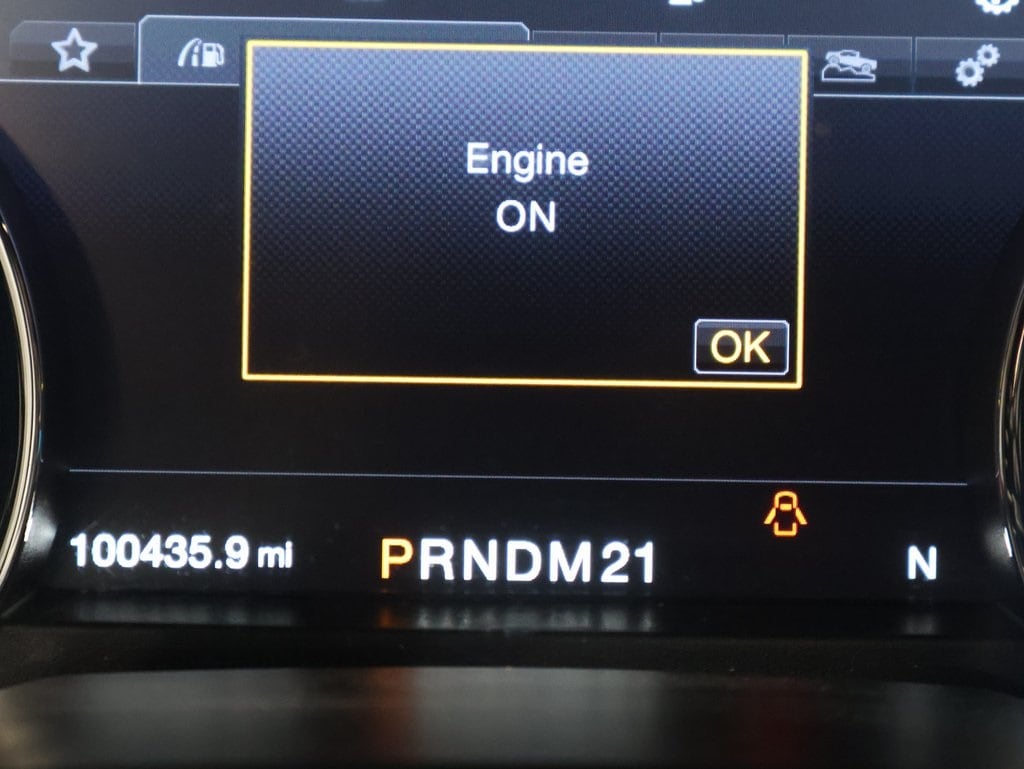 Engine
ON
OK
100435.9 mi PRNDM21 N